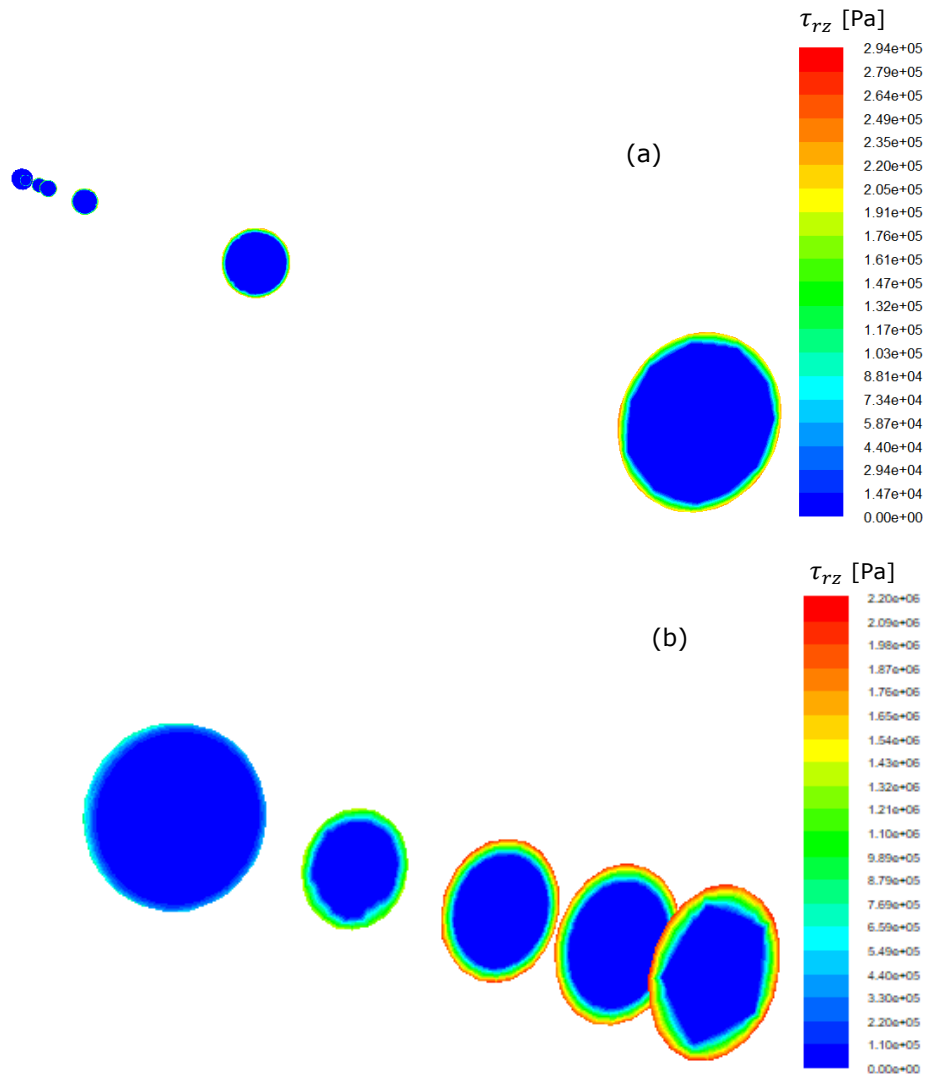 τ_rz [Pa]
2.94e+05
2.79e+05
2.64e+05
2.49e+05
2.35e+05
2.20e+05
2.05e+05
1.91e+05
1.76e+05
1.61e+05
1.47e+05
1.32e+05
1.17e+05
1.03e+05
8.81e+04
7.34e+04
5.87e+04
4.40e+04
2.94e+04
1.47e+04
0.00e+00
(a)
τ_rz [Pa]
2.20e+06
2.09e+06
1.98e+06
1.87e+06
1.76e+06
1.65e+06
1.54e+06
1.43e+06
1.32e+06
1.21e+06
1.10e+06
9.89e+05
8.79e+05
7.69e+05
6.59e+05
5.49e+05
4.40e+05
3.30e+05
2.20e+05
1.10e+05
0.00e+00
(b)